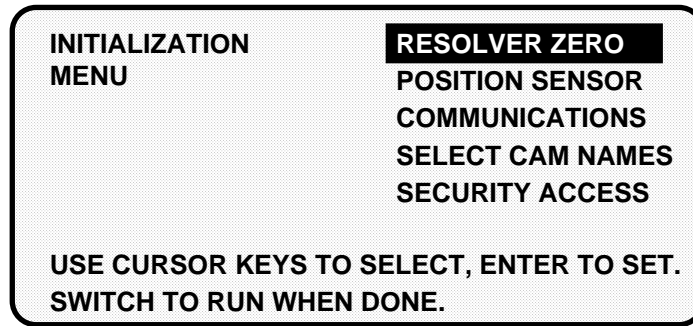 INITIALIZATION MENU
RESOLVER ZERO
POSITION SENSOR
COMMUNICATIONS
SELECT CAM NAMES
SECURITY ACCESS
USE CURSOR KEYS TO SELECT, ENTER TO SET.
SWITCH TO RUN WHEN DONE.